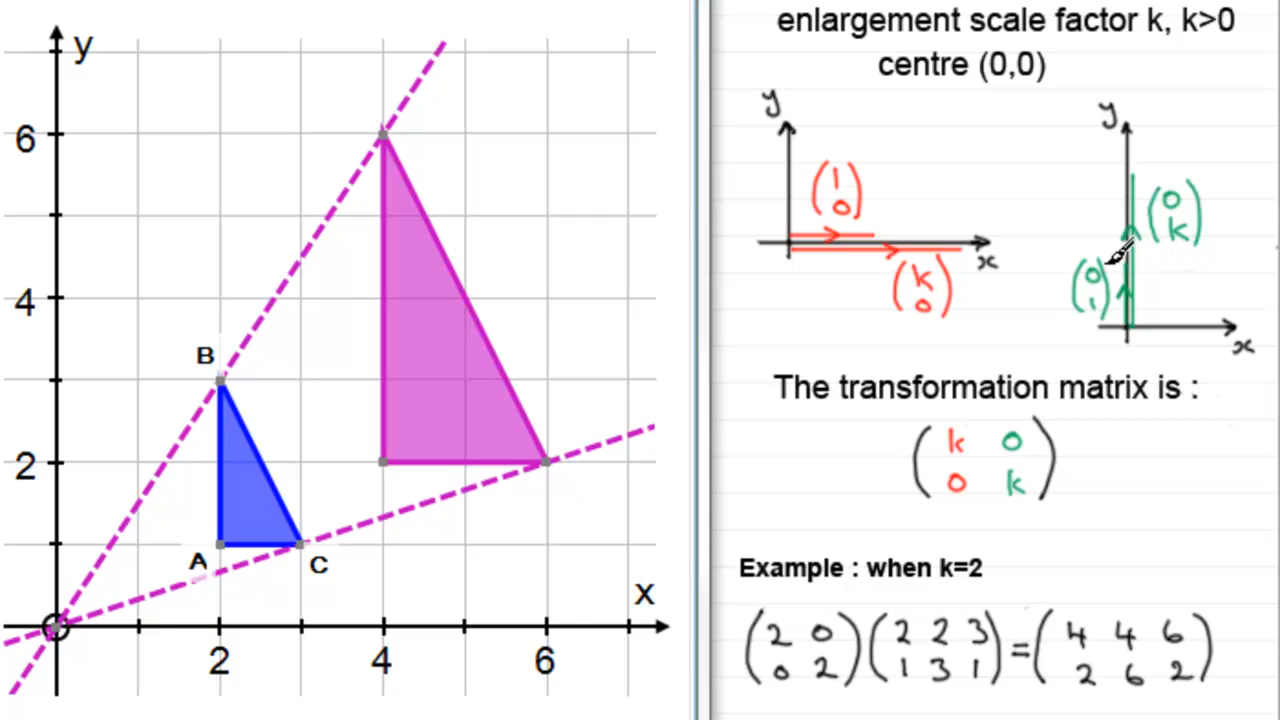 y
6
4
2
B
A
C
x
2 4 6
enlargement scale factor k, k>0
centre (0,0)
y
(1
0)
(k
0)
x
y
(0
k)
(0
1)
x
The transformation matrix is :
(k 0
0 k)
Example : when k=2
(2 0)(2 2 3)=(4 4 6)
(0 2)(1 3 1) (2 6 2)